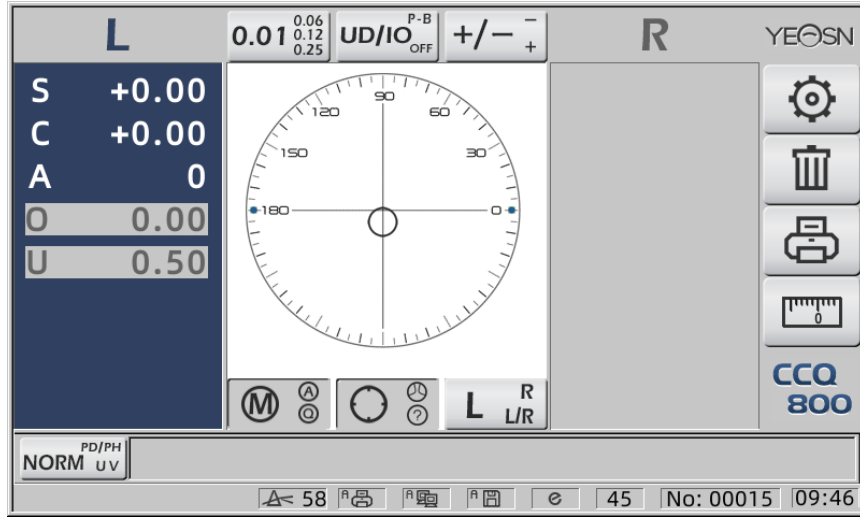 L
0.01 0.06
0.12
0.25
UD/IO P-B
OFF
+/− −
+
R
YEOSN
S +0.00
C +0.00
A 0
O 0.00
U 0.50
120 90 60
150 30
180 0
0
M A
Q
?
L R
L/R
CCQ
800
NORM PD/PH
UV
58 A A A e 45 No: 00015 09:46